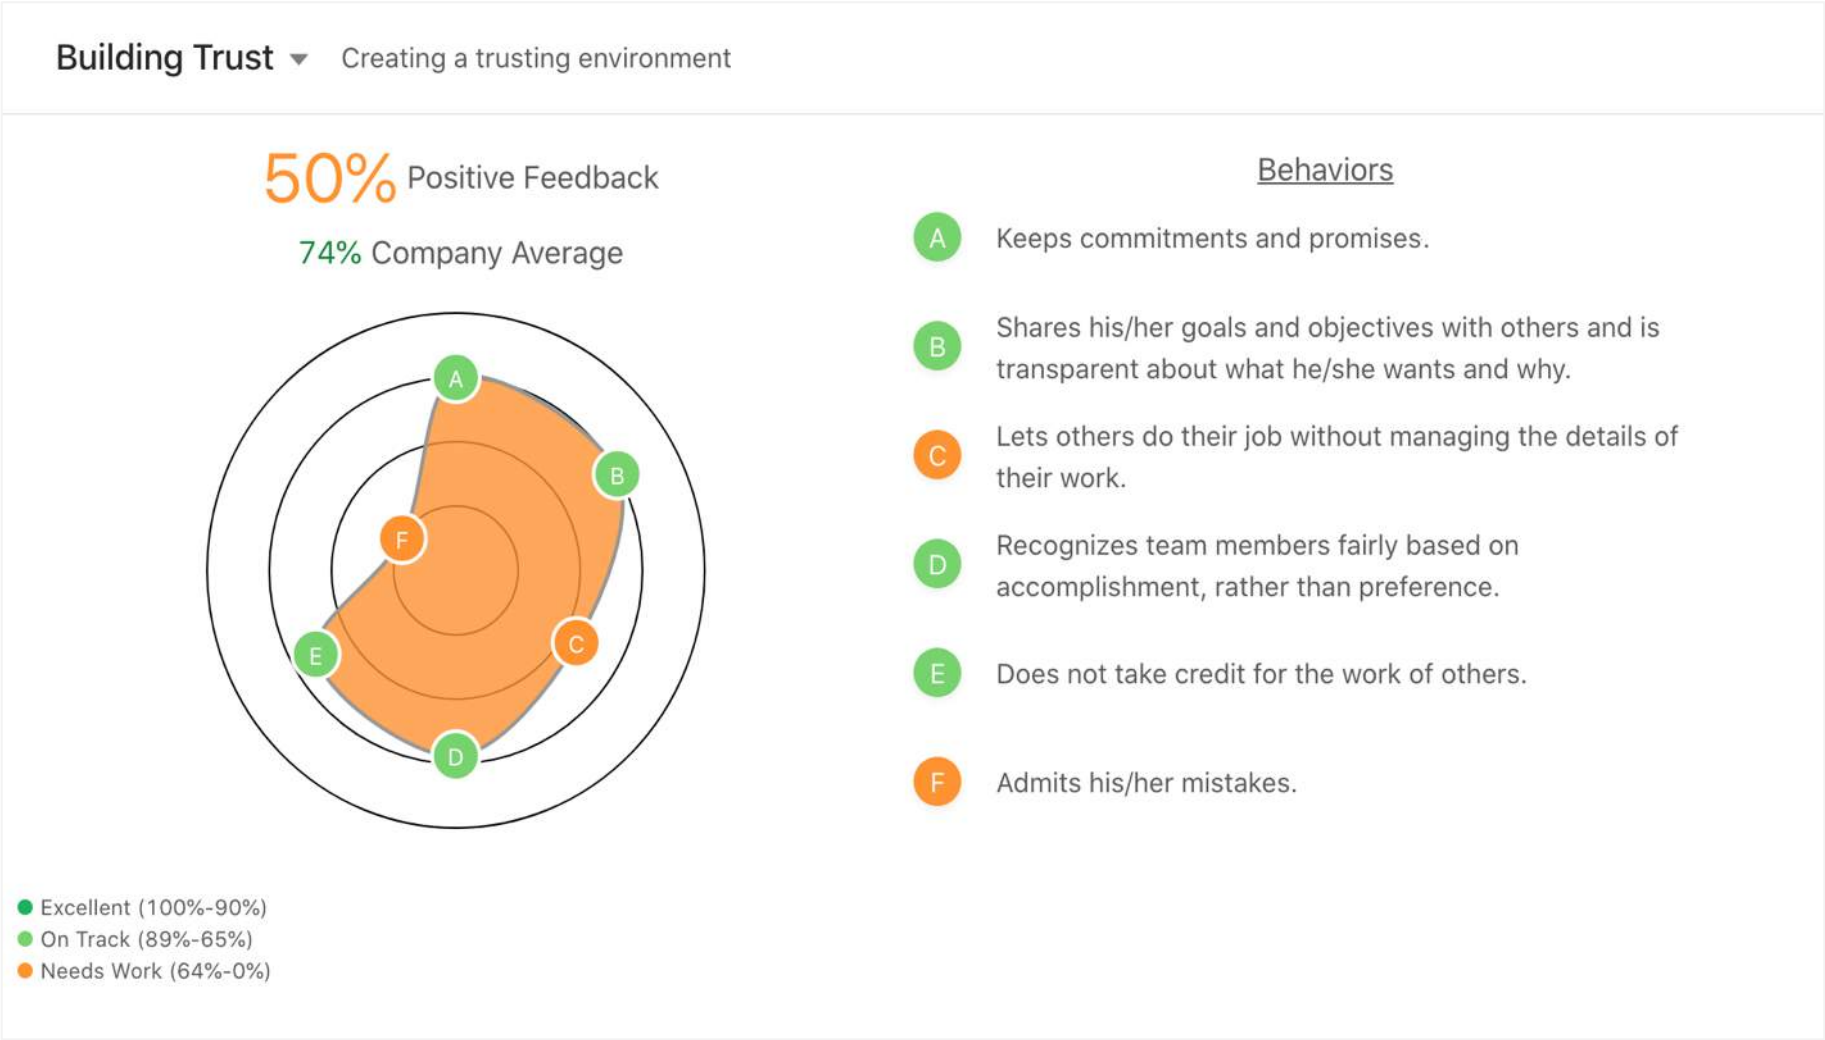 Building Trust Creating a trusting environment
50% Positive Feedback
74% Company Average
A
B
F
C
E
D
Excellent (100%-90%)
On Track (89%-65%)
Needs Work (64%-0%)
Behaviors
A Keeps commitments and promises.
B Shares his/her goals and objectives with others and is
transparent about what he/she wants and why.
C Lets others do their job without managing the details of
their work.
D Recognizes team members fairly based on
accomplishment, rather than preference.
E Does not take credit for the work of others.
F Admits his/her mistakes.